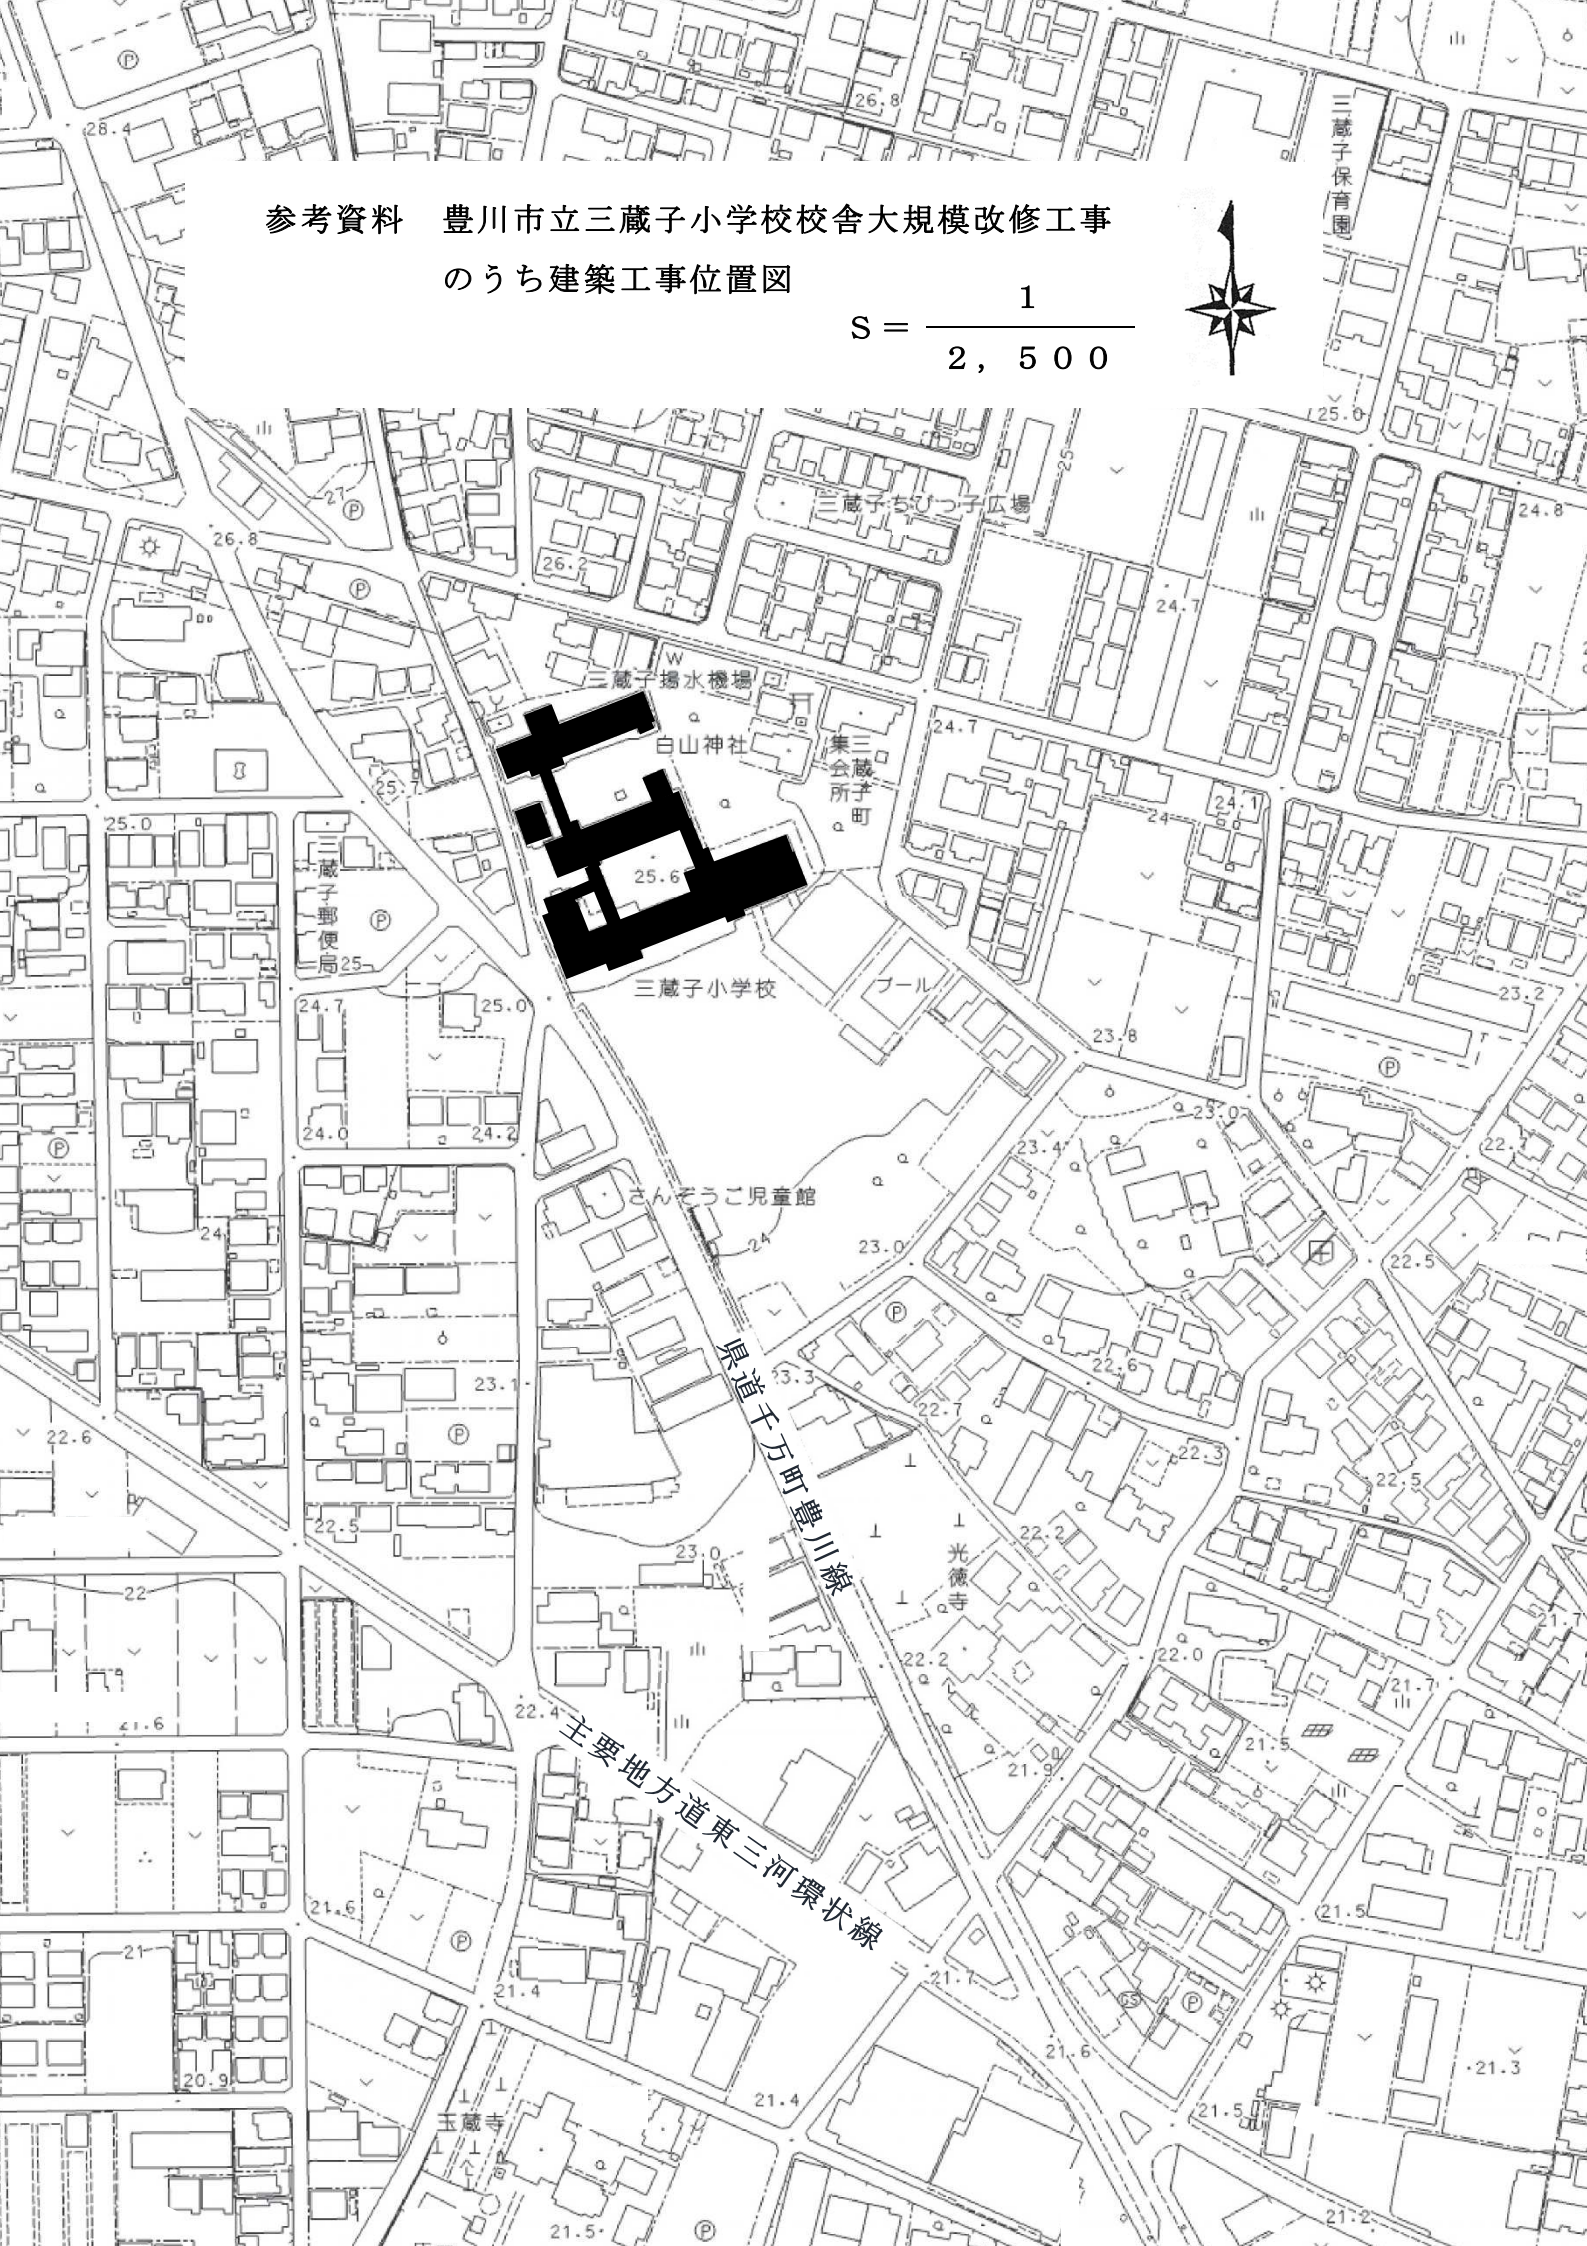 28.4
26.8
三蔵子保育園
参考資料　豊川市立三蔵子小学校校舎大規模改修工事
のうち建築工事位置図
S＝
1
2，500
25.0
25
27
三蔵子ちびっ子広場
24.8
26.8
26.2
24.7
W
三蔵子揚水機場
白山神社
三蔵子町
集会所
24.7
25.7
24.1
24
25.0
三蔵子郵便局
25
25.6
三蔵子小学校
プール
23.2
24.7
25.0
23.8
24.0
24.2
23.0
22.7
23.4
さんぞうご児童館
24
24
23.0
22.5
県道千万町豊川線
23.3
22.6
23.1
22.7
22.6
22.3
22.5
22.5
22.2
23.0
光徳寺
22
21.7
22.2
22.0
21.7
22.4
21.6
主要地方道東三河環状線
21.5
21.9
21.6
21.5
21
21.7
21.4
GS
21.6
21.3
20.9
21.4
21.5
玉蔵寺
21.5
21.2
P
P
P
P
P
P
P
P
P
P
P
P